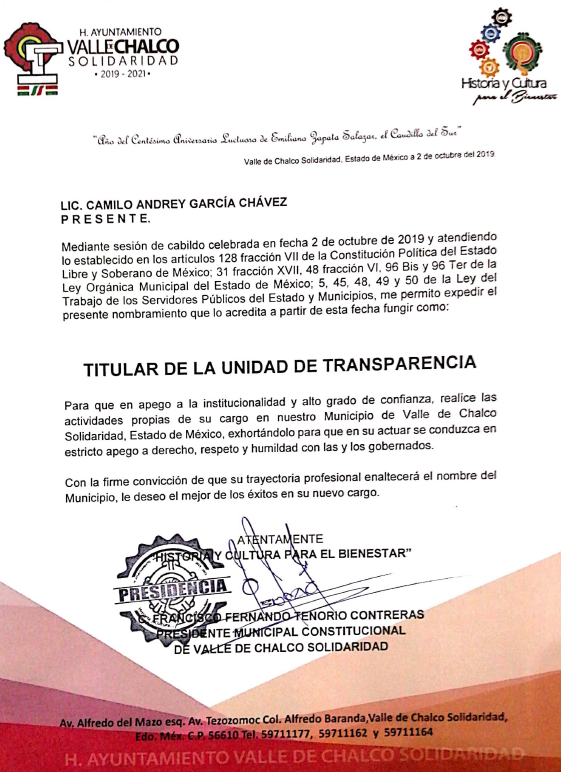 H. AYUNTAMIENTO
VALLE CHALCO
SOLIDARIDAD
• 2019 - 2021 •
Historia y Cultura
para el Bienestar
"Año del Centésimo Aniversario Luctuoso de Emiliano Zapata Salazar, el Caudillo del Sur"
Valle de Chalco Solidaridad, Estado de México a 2 de octubre del 2019
LIC. CAMILO ANDREY GARCÍA CHÁVEZ
P R E S E N T E.
Mediante sesión de cabildo celebrada en fecha 2 de octubre de 2019 y atendiendo
lo establecido en los artículos 128 fracción VII de la Constitución Política del Estado
Libre y Soberano de México; 31 fracción XVII, 48 fracción VI, 96 Bis y 96 Ter de la
Ley Orgánica Municipal del Estado de México; 5, 45, 48, 49 y 50 de la Ley del
Trabajo de los Servidores Públicos del Estado y Municipios, me permito expedir el
presente nombramiento que lo acredita a partir de esta fecha fungir como:
TITULAR DE LA UNIDAD DE TRANSPARENCIA
Para que en apego a la institucionalidad y alto grado de confianza, realice las
actividades propias de su cargo en nuestro Municipio de Valle de Chalco
Solidaridad, Estado de México, exhortándolo para que en su actuar se conduzca en
estricto apego a derecho, respeto y humildad con las y los gobernados.
Con la firme convicción de que su trayectoria profesional enaltecerá el nombre del
Municipio, le deseo el mejor de los éxitos en su nuevo cargo.
ATENTAMENTE
"HISTORIA Y CULTURA PARA EL BIENESTAR"
PRESIDENCIA
C. FRANCISCO FERNANDO TENORIO CONTRERAS
PRESIDENTE MUNICIPAL CONSTITUCIONAL
DE VALLE DE CHALCO SOLIDARIDAD
Av. Alfredo del Mazo esq. Av. Tezozomoc Col. Alfredo Baranda,Valle de Chalco Solidaridad,
Edo. Méx. C.P. 56610 Tel. 59711177, 59711162 y 59711164
H. AYUNTAMIENTO VALLE DE CHALCO SOLIDARIDAD